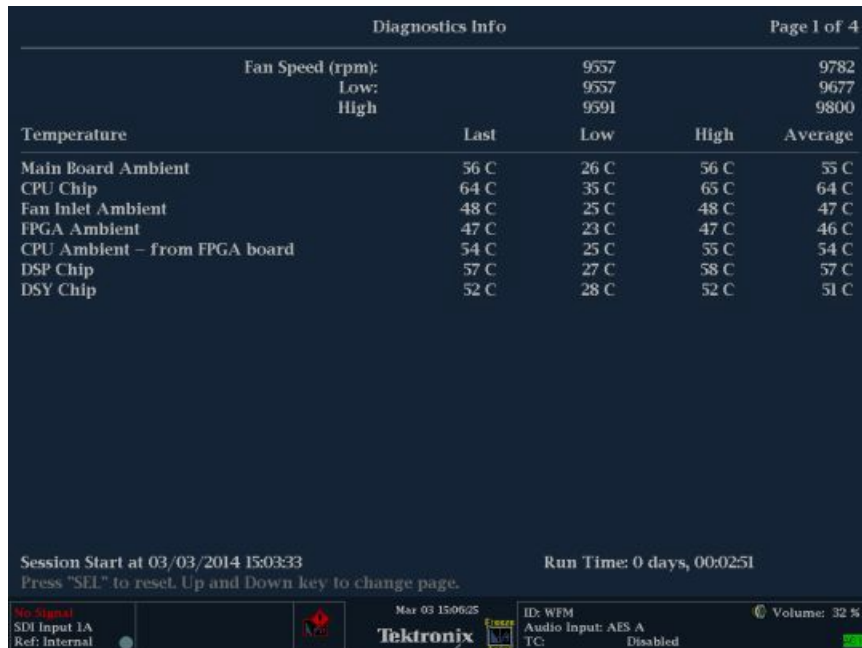 Diagnostics Info Page 1 of 4
Fan Speed (rpm): 9557 9782
Low: 9557 9677
High 9591 9800
Temperature Last Low High Average
Main Board Ambient 56 C 26 C 56 C 55 C
CPU Chip 64 C 35 C 65 C 64 C
Fan Inlet Ambient 48 C 25 C 48 C 47 C
FPGA Ambient 47 C 23 C 47 C 46 C
CPU Ambient – from FPGA board 54 C 25 C 55 C 54 C
DSP Chip 57 C 27 C 58 C 57 C
DSY Chip 52 C 28 C 52 C 51 C
Session Start at 03/03/2014 15:03:33 Run Time: 0 days, 00:02:51
Press "SEL" to reset. Up and Down key to change page.
No Signal
SDI Input 1A
Ref: Internal
Mar 03 15:06:25
Freeze
Tektronix
ID: WFM
Audio Input: AES A
TC: Disabled
Volume: 32 %